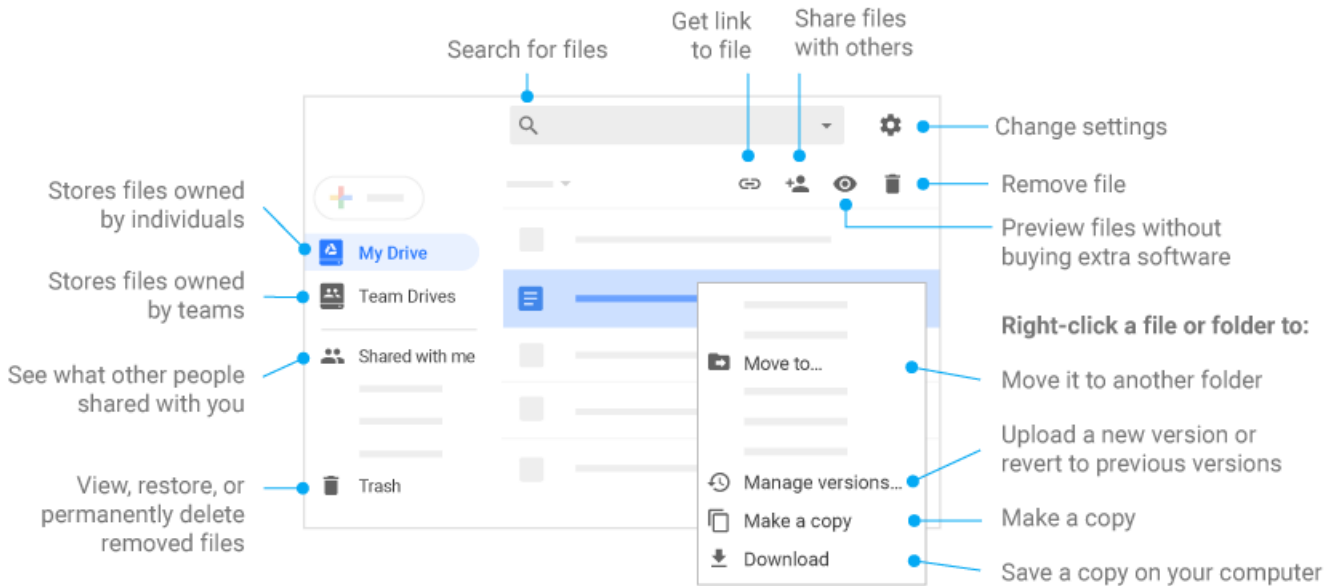 Get link
to file
Share files
with others
Search for files
Change settings
Stores files owned
by individuals
Remove file
Preview files without
buying extra software
My Drive
Stores files owned
by teams
Team Drives
Right-click a file or folder to:
See what other people
shared with you
Shared with me
Move to...
Move it to another folder
Upload a new version or
revert to previous versions
View, restore, or
permanently delete
removed files
Trash
Manage versions...
Make a copy
Make a copy
Download
Save a copy on your computer